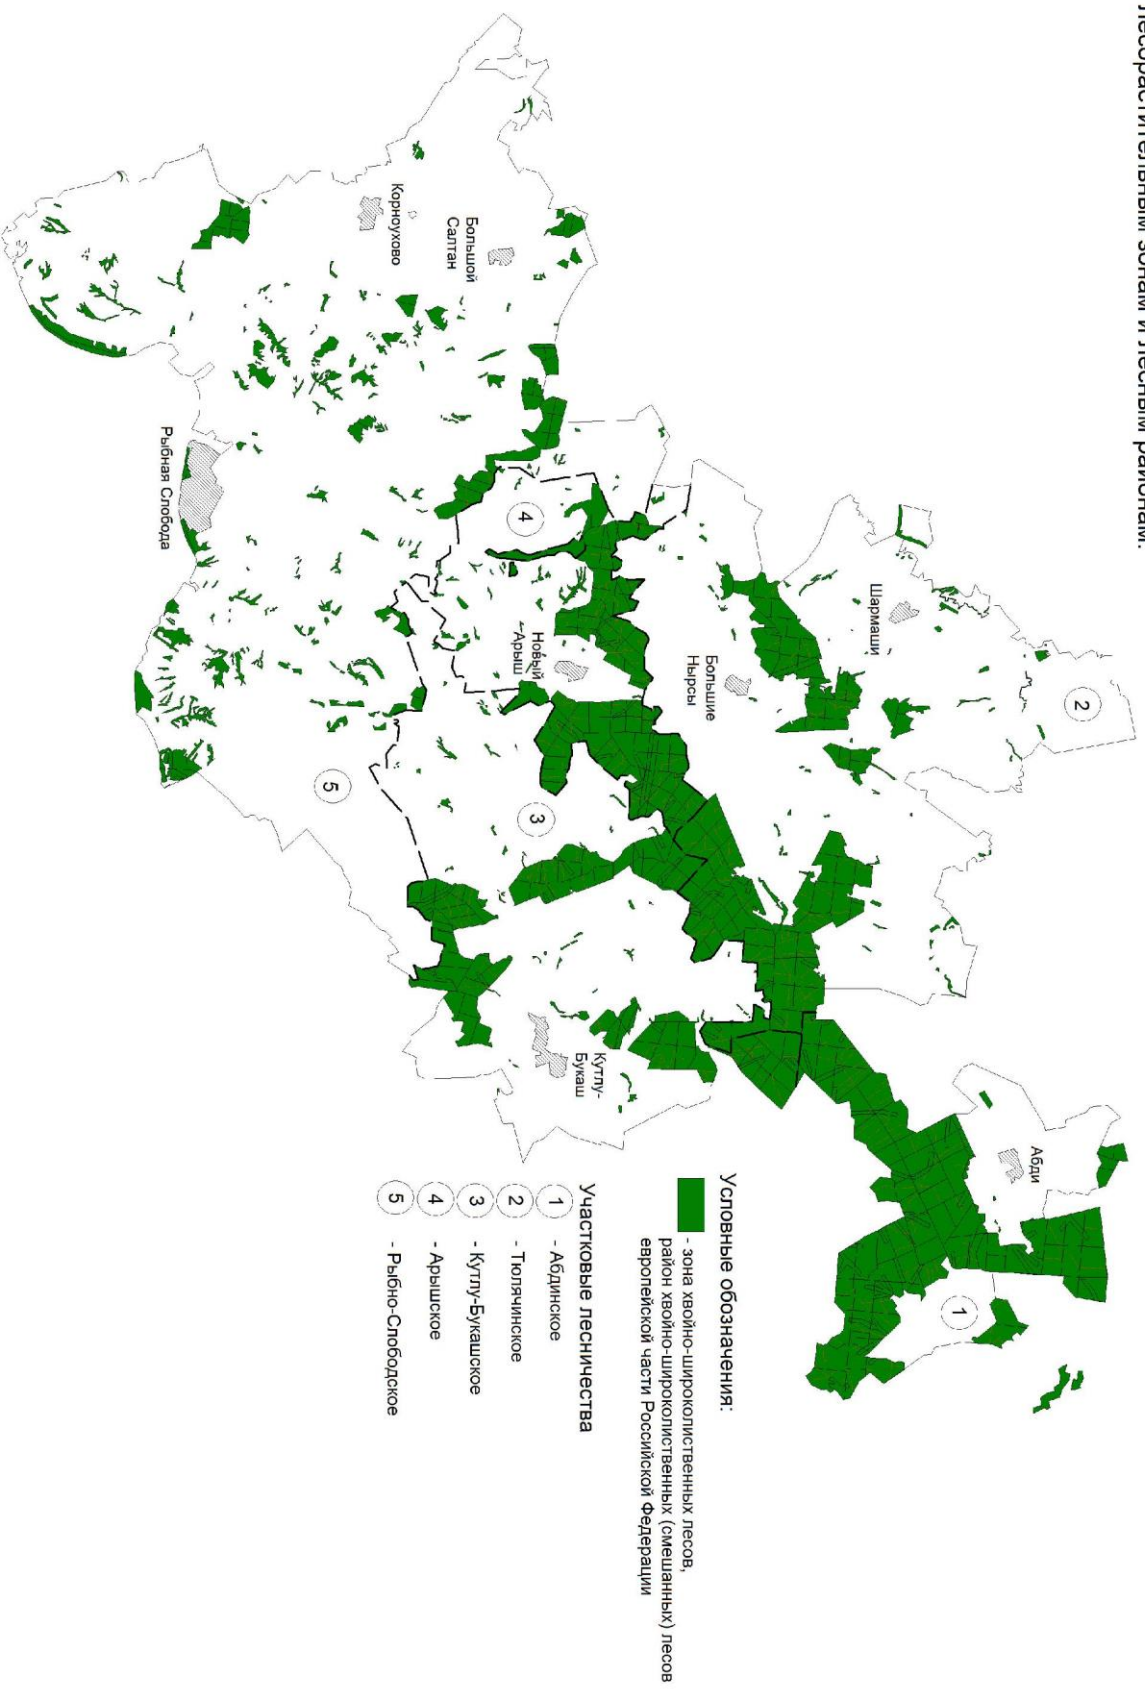 лесорастительным зонам и лесным районам.
2
Шармаши
Абди
Большие
Нырсы
1
Большой
Салтан
Корноухово
4
Новый
Арыш
3
Кутлу-
Букаш
5
Рыбная Слобода
Условные обозначения:
- зона хвойно-широколиственных лесов,
район хвойно-широколиственных (смешанных) лесов
европейской части Российской Федерации
Участковые лесничества
1 - Абдинское
2 - Тюлячинское
3 - Кутлу-Букашское
4 - Арышское
5 - Рыбно-Слободское